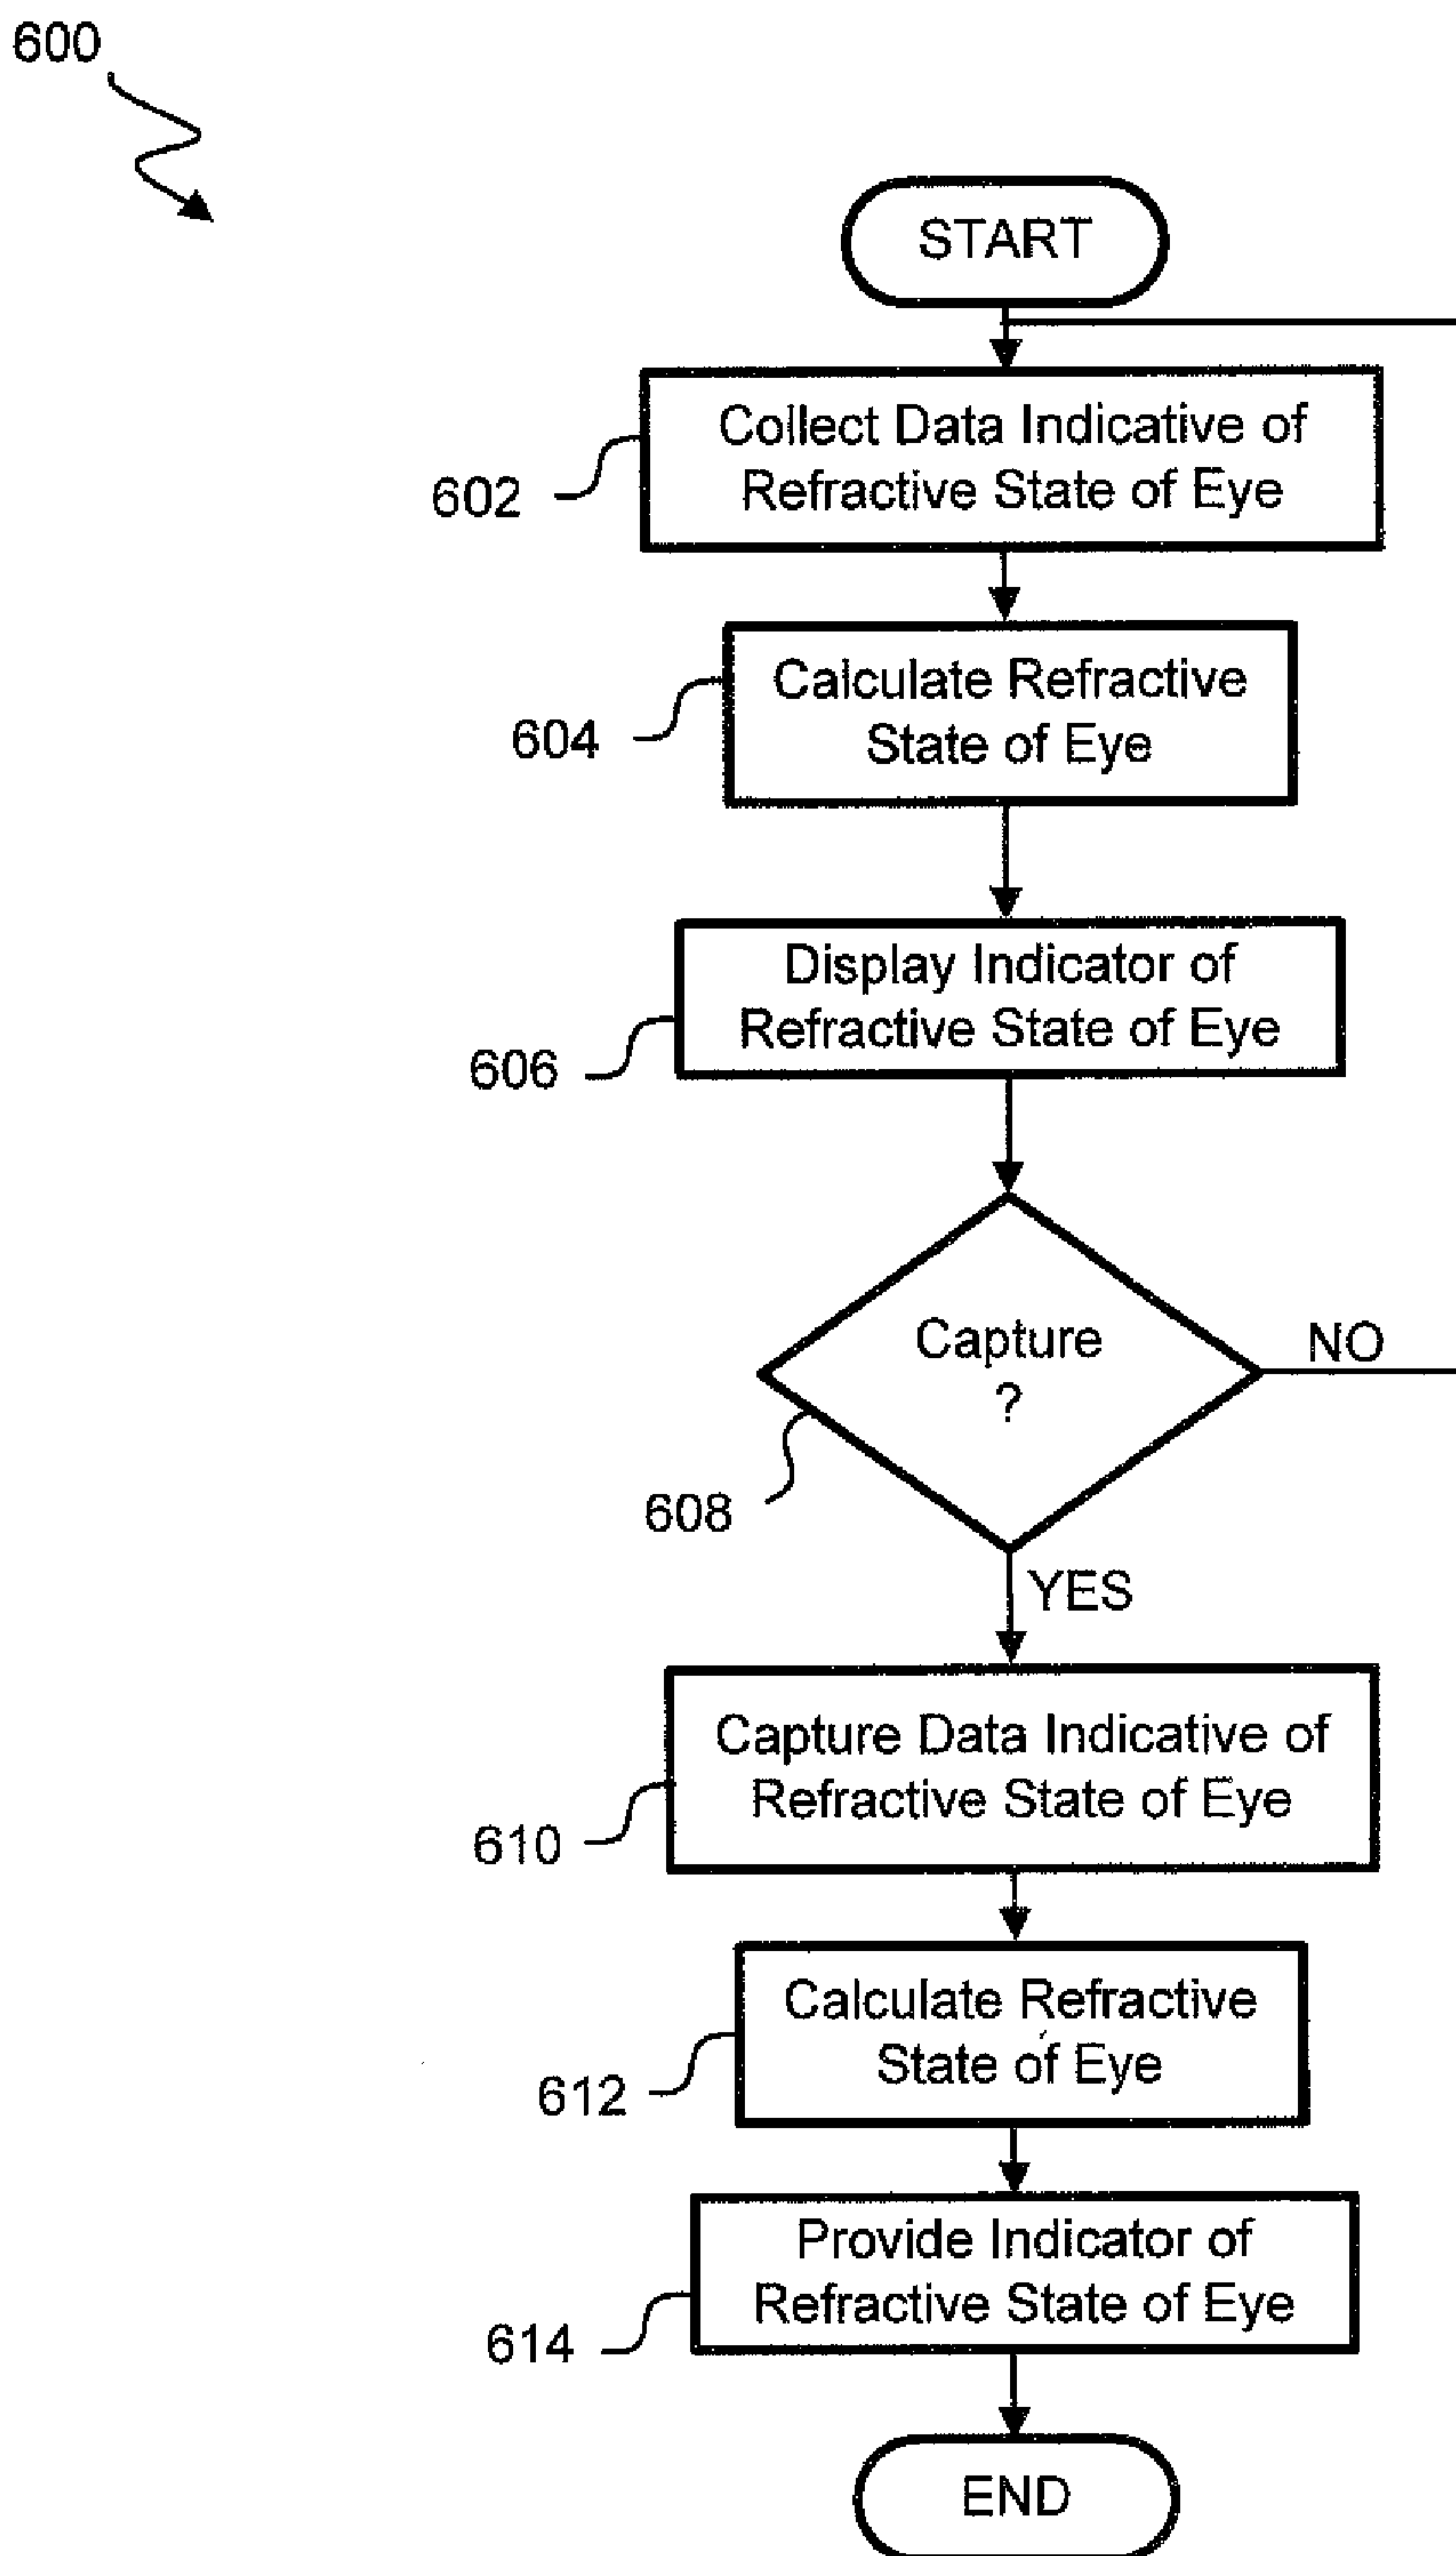 600
START
Collect Data Indicative of
Refractive State of Eye
602
Calculate Refractive
State of Eye
604
Display Indicator of
Refractive State of Eye
606
Capture
?
NO
608
YES
Capture Data Indicative of
Refractive State of Eye
610
Calculate Refractive
State of Eye
612
Provide Indicator of
Refractive State of Eye
614
END